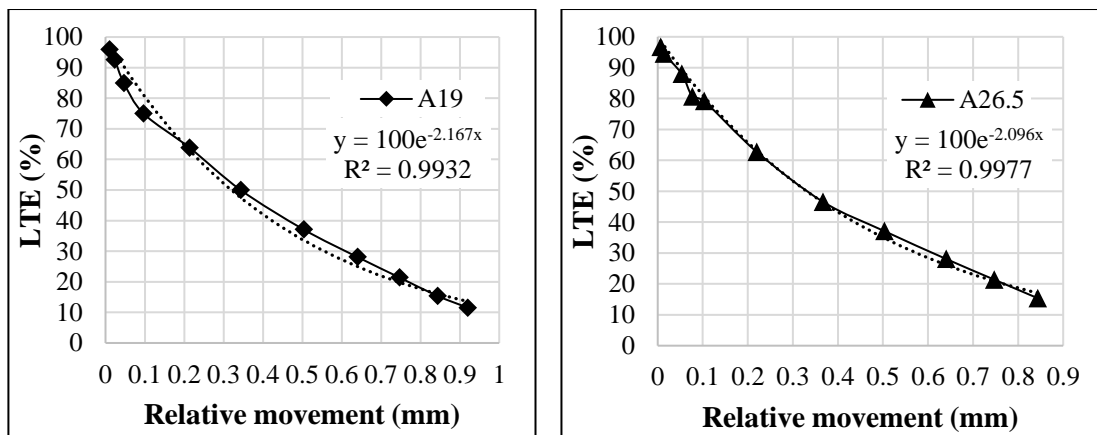 LTE (%)
100
90
80
70
60
50
40
30
20
10
0
A19
y = 100e^-2.167x
R² = 0.9932
0 0.1 0.2 0.3 0.4 0.5 0.6 0.7 0.8 0.9 1
Relative movement (mm)
LTE (%)
100
90
80
70
60
50
40
30
20
10
0
A26.5
y = 100e^-2.096x
R² = 0.9977
0 0.1 0.2 0.3 0.4 0.5 0.6 0.7 0.8 0.9
Relative movement (mm)